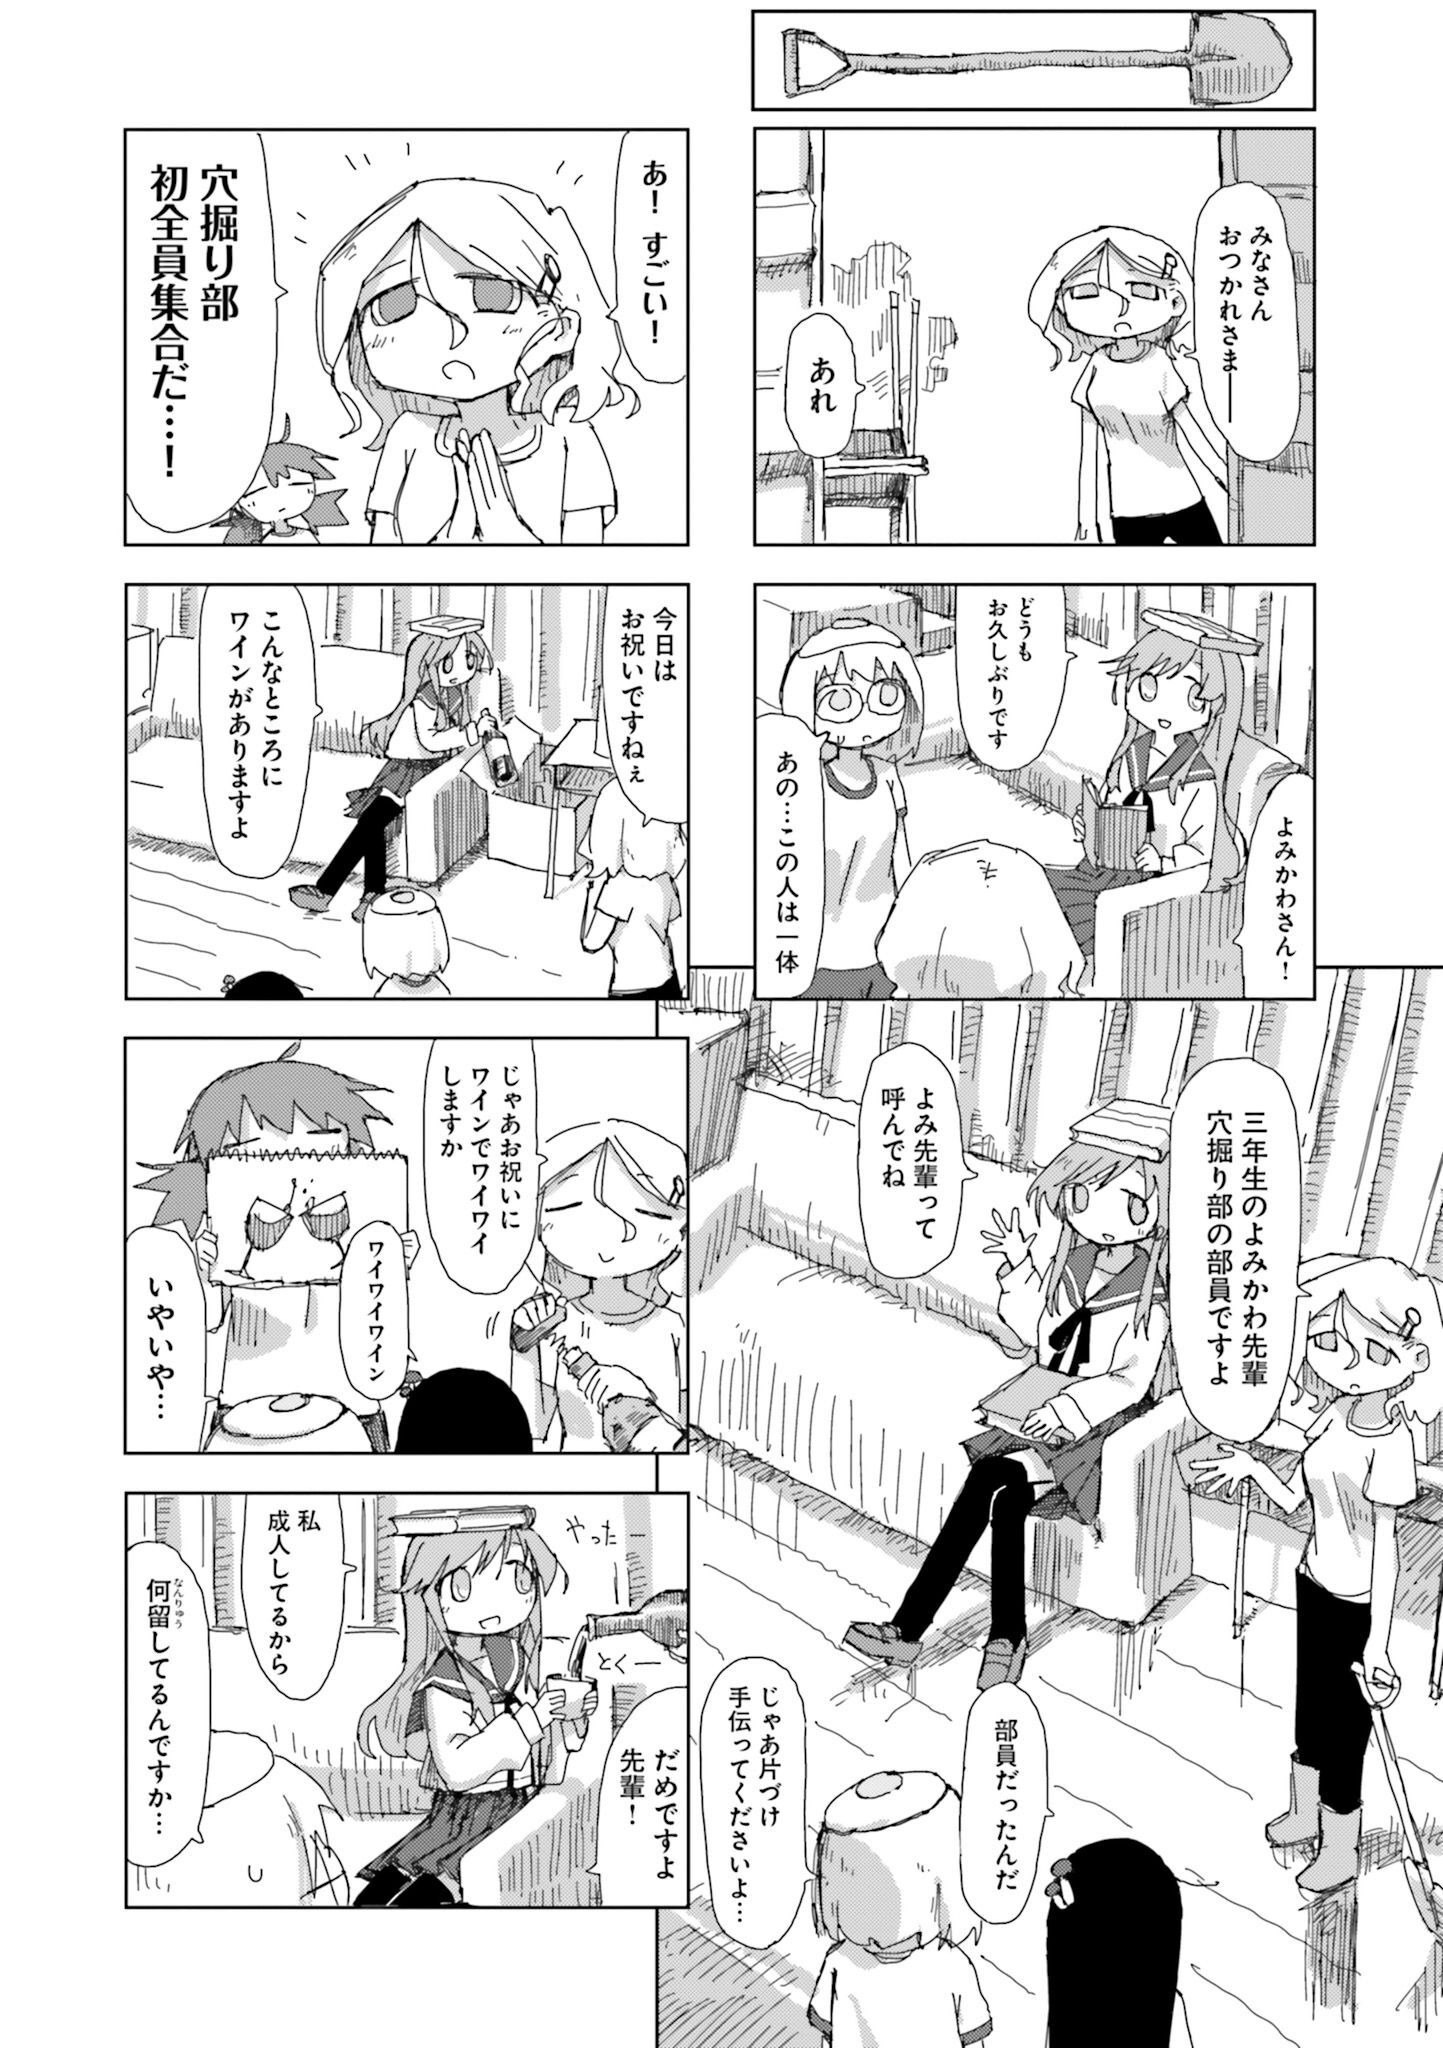 みなさん
おつかれさまー
あれ
よみかわさん！
どうも
お久しぶりです
あの…この人は一体
三年生のよみかわ先輩
穴掘り部の部員ですよ
よみ先輩って
呼んでね
部員だったんだ
じゃあ片づけ
手伝ってくださいよ…
あ！すごい！
穴掘り部
初全員集合だ…！
今日は
お祝いですねぇ
こんなところに
ワインがありますよ
じゃあお祝いに
ワインでワイワイ
しますか
ワイワイワイン
いやいや…
やった
とくー
だめですよ
先輩！
私
成人してるから
何留してるんですか…
なんりゅう